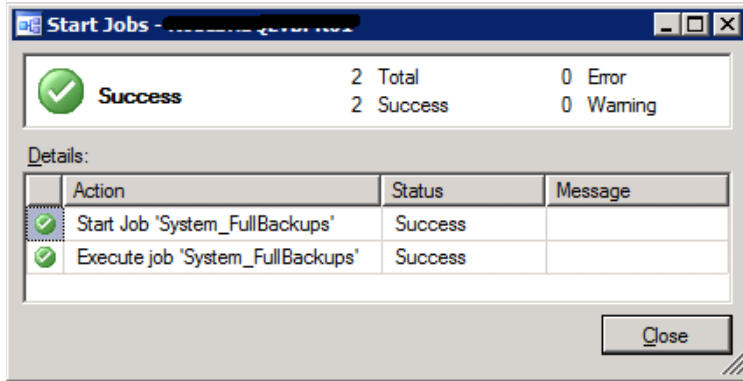 Start Jobs -
Success
2 Total
0 Error
2 Success
0 Warning
Details:
Action Status Message
Start Job 'System_FullBackups' Success
Execute job 'System_FullBackups' Success
Close